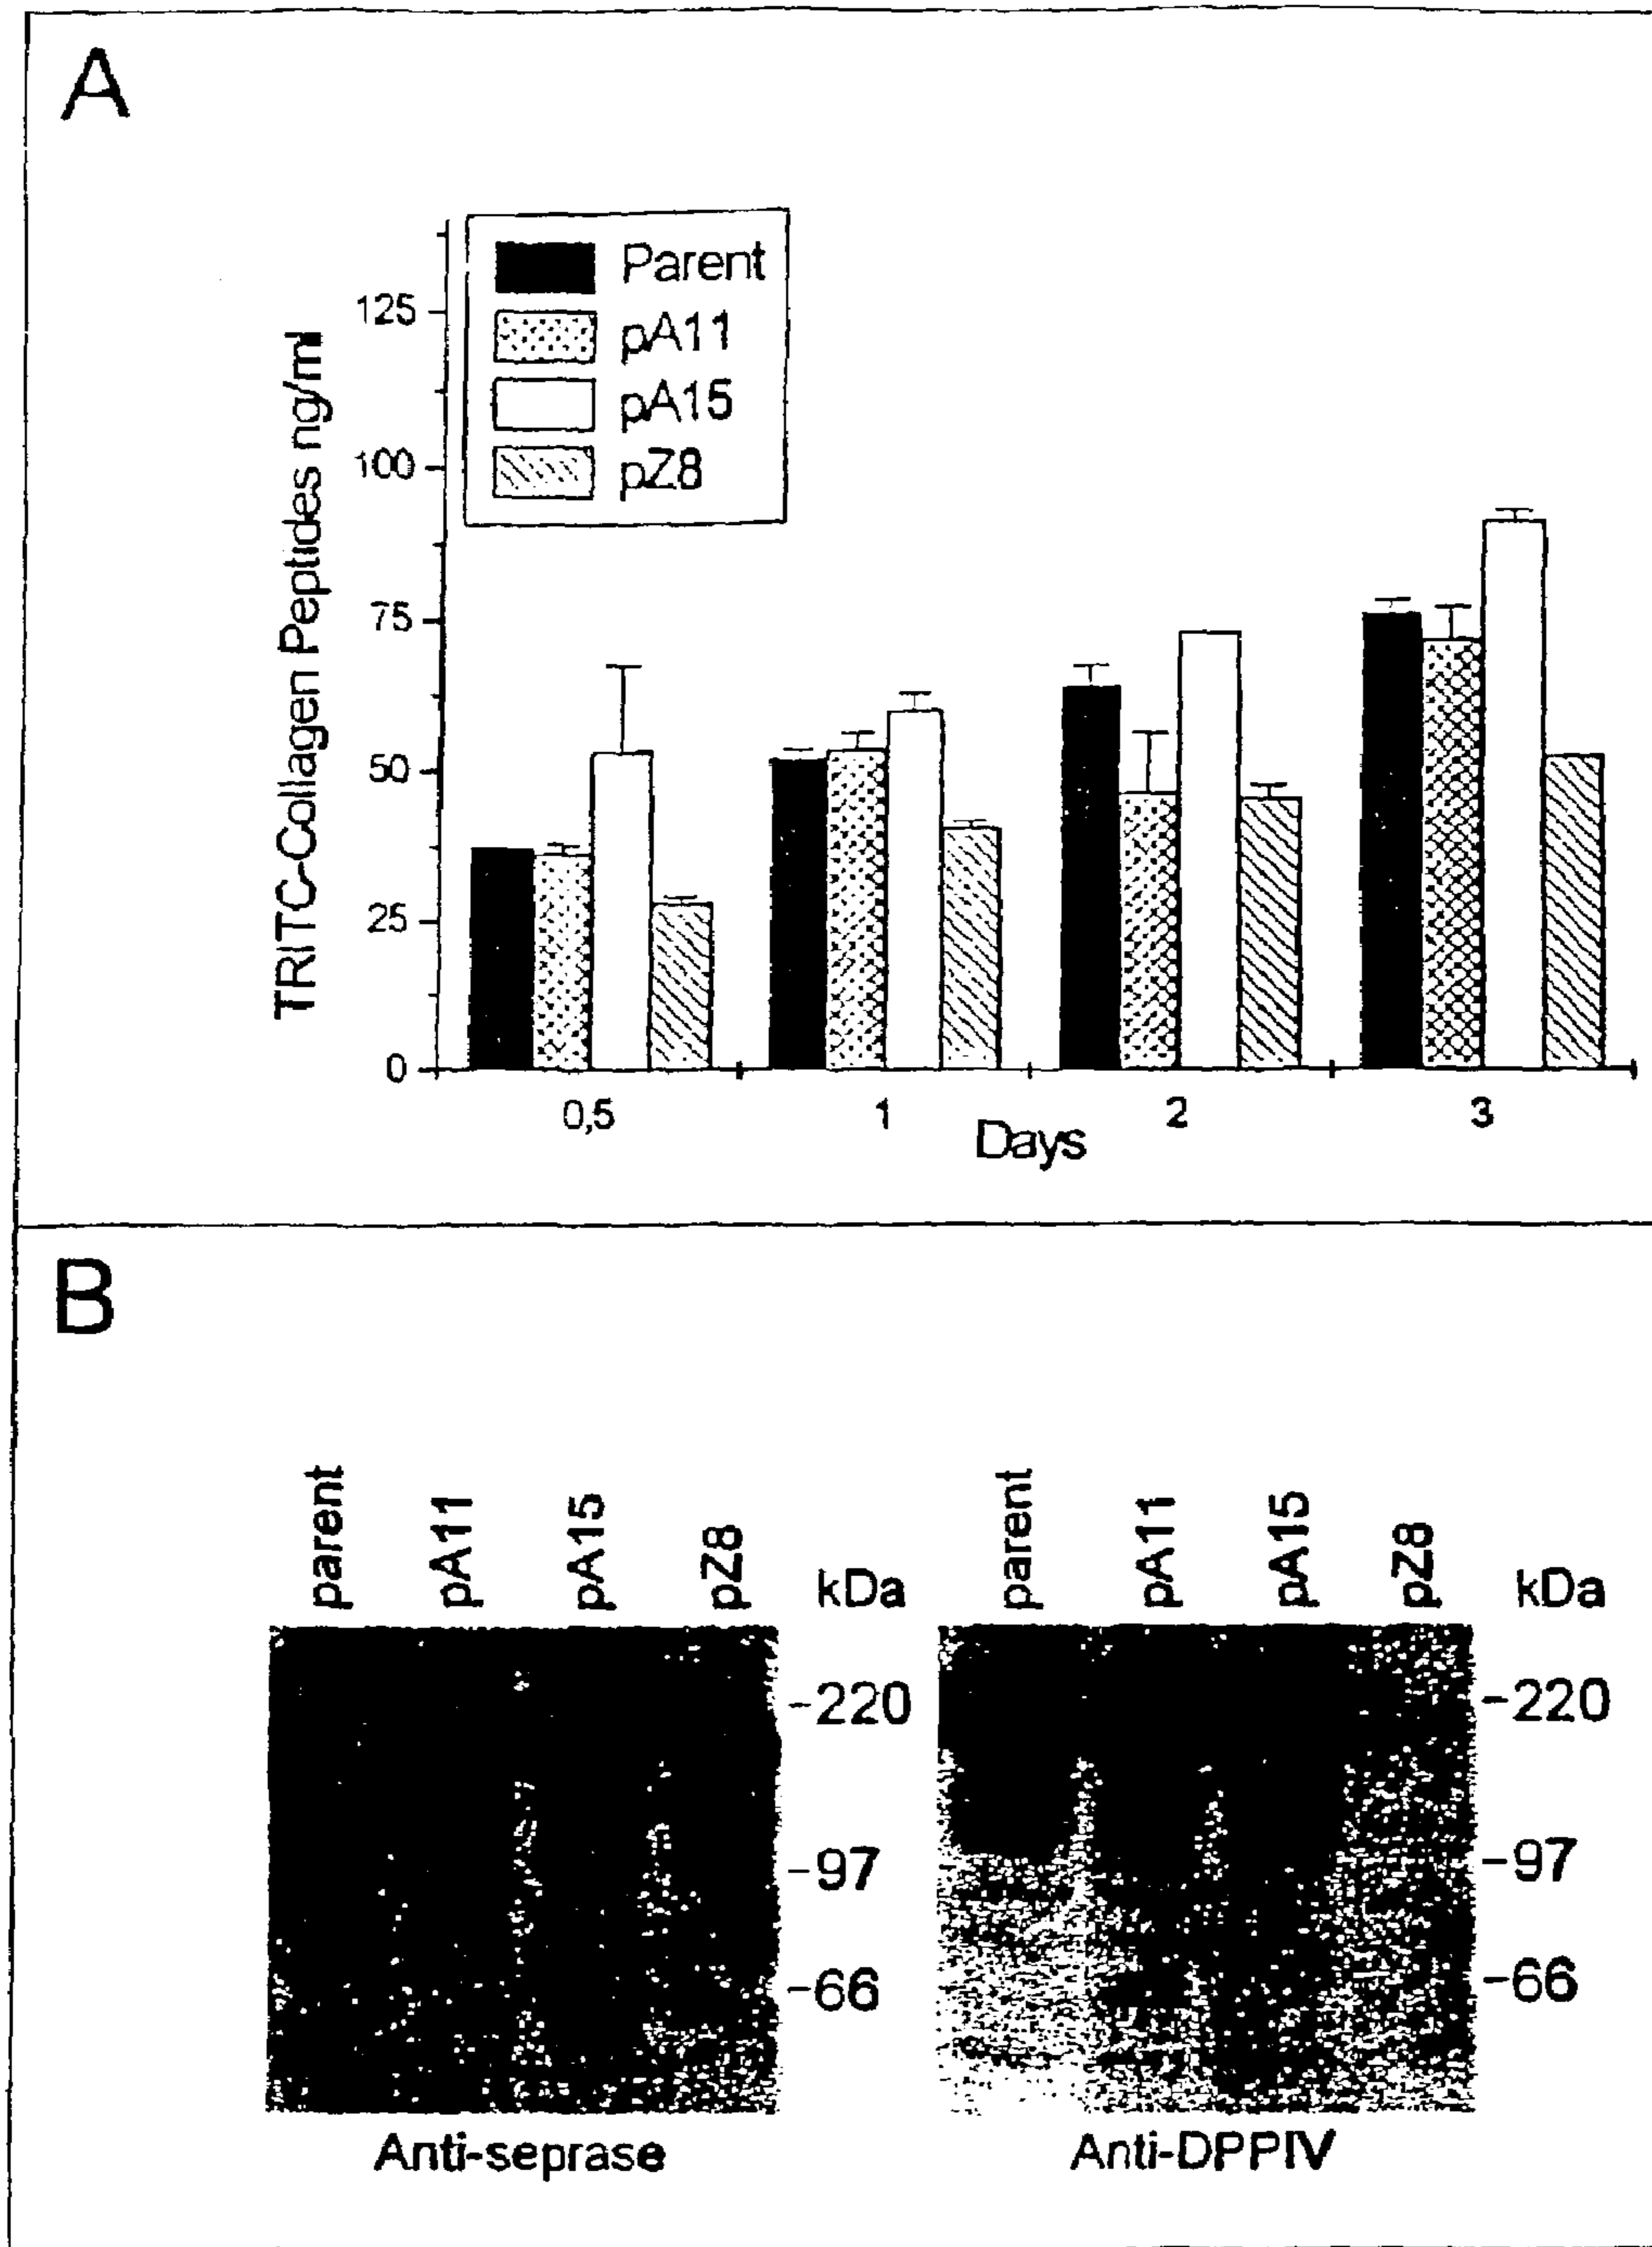 A
TRITC-Collagen Peptides ng/ml
Parent
pA11
pA15
pZ8
125
100
75
50
25
0
0,5 1 2 3
Days
B
parent pA11 pA15 pZ8 kDa
-220
-97
-66
Anti-seprase
parent pA11 pA15 pZ8 kDa
-220
-97
-66
Anti-DPPIV